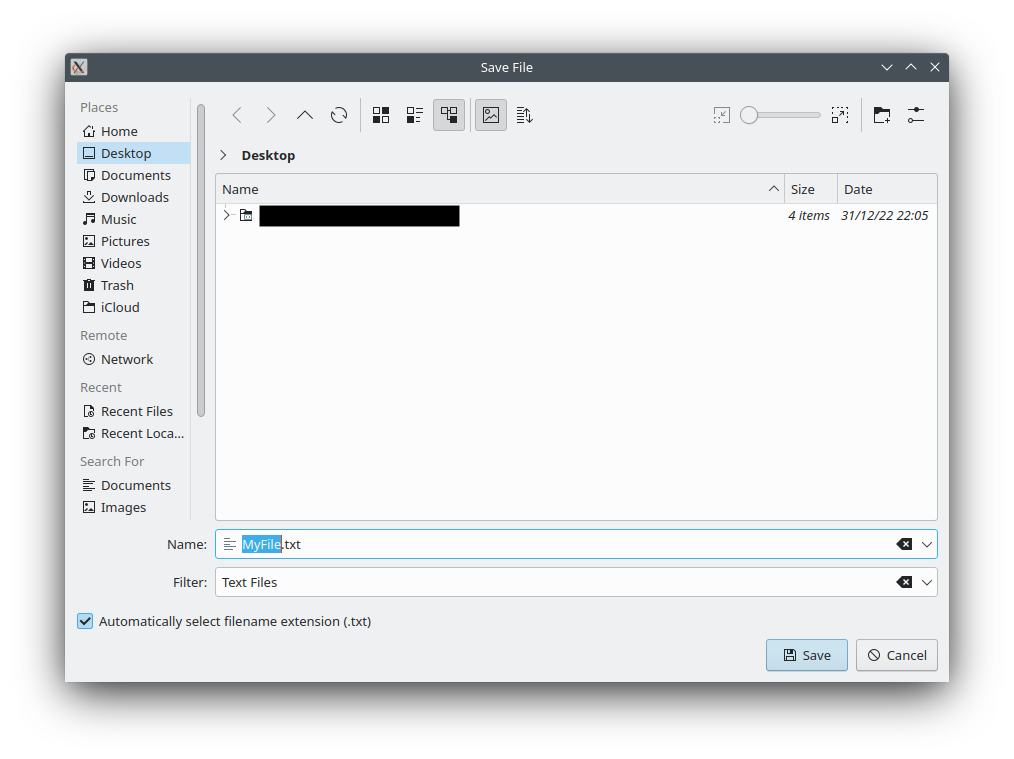 Save File
Places
Home
Desktop
Documents
Downloads
Music
Pictures
Videos
Trash
iCloud
Remote
Network
Recent
Recent Files
Recent Loca...
Search For
Documents
Images
Desktop
Name Size Date
4 items 31/12/22 22:05
Name: MyFile.txt
Filter: Text Files
Automatically select filename extension (.txt)
Save Cancel